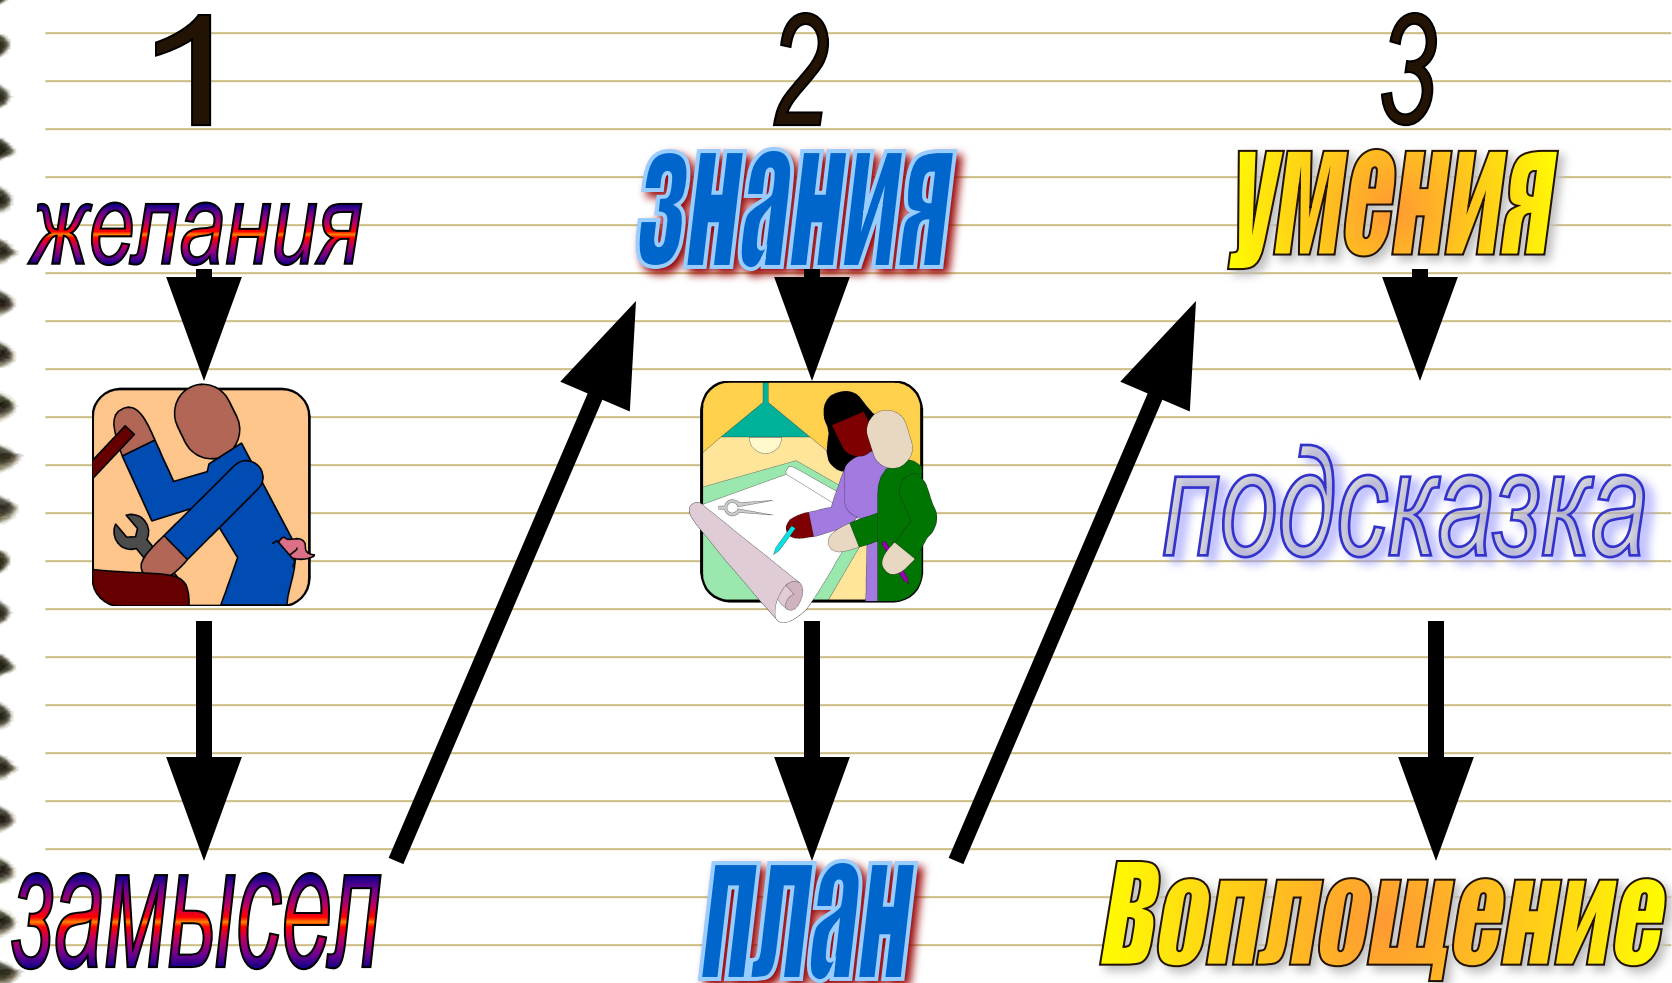 1 2 3
желания знания умения
подсказка
замысел план Воплощение